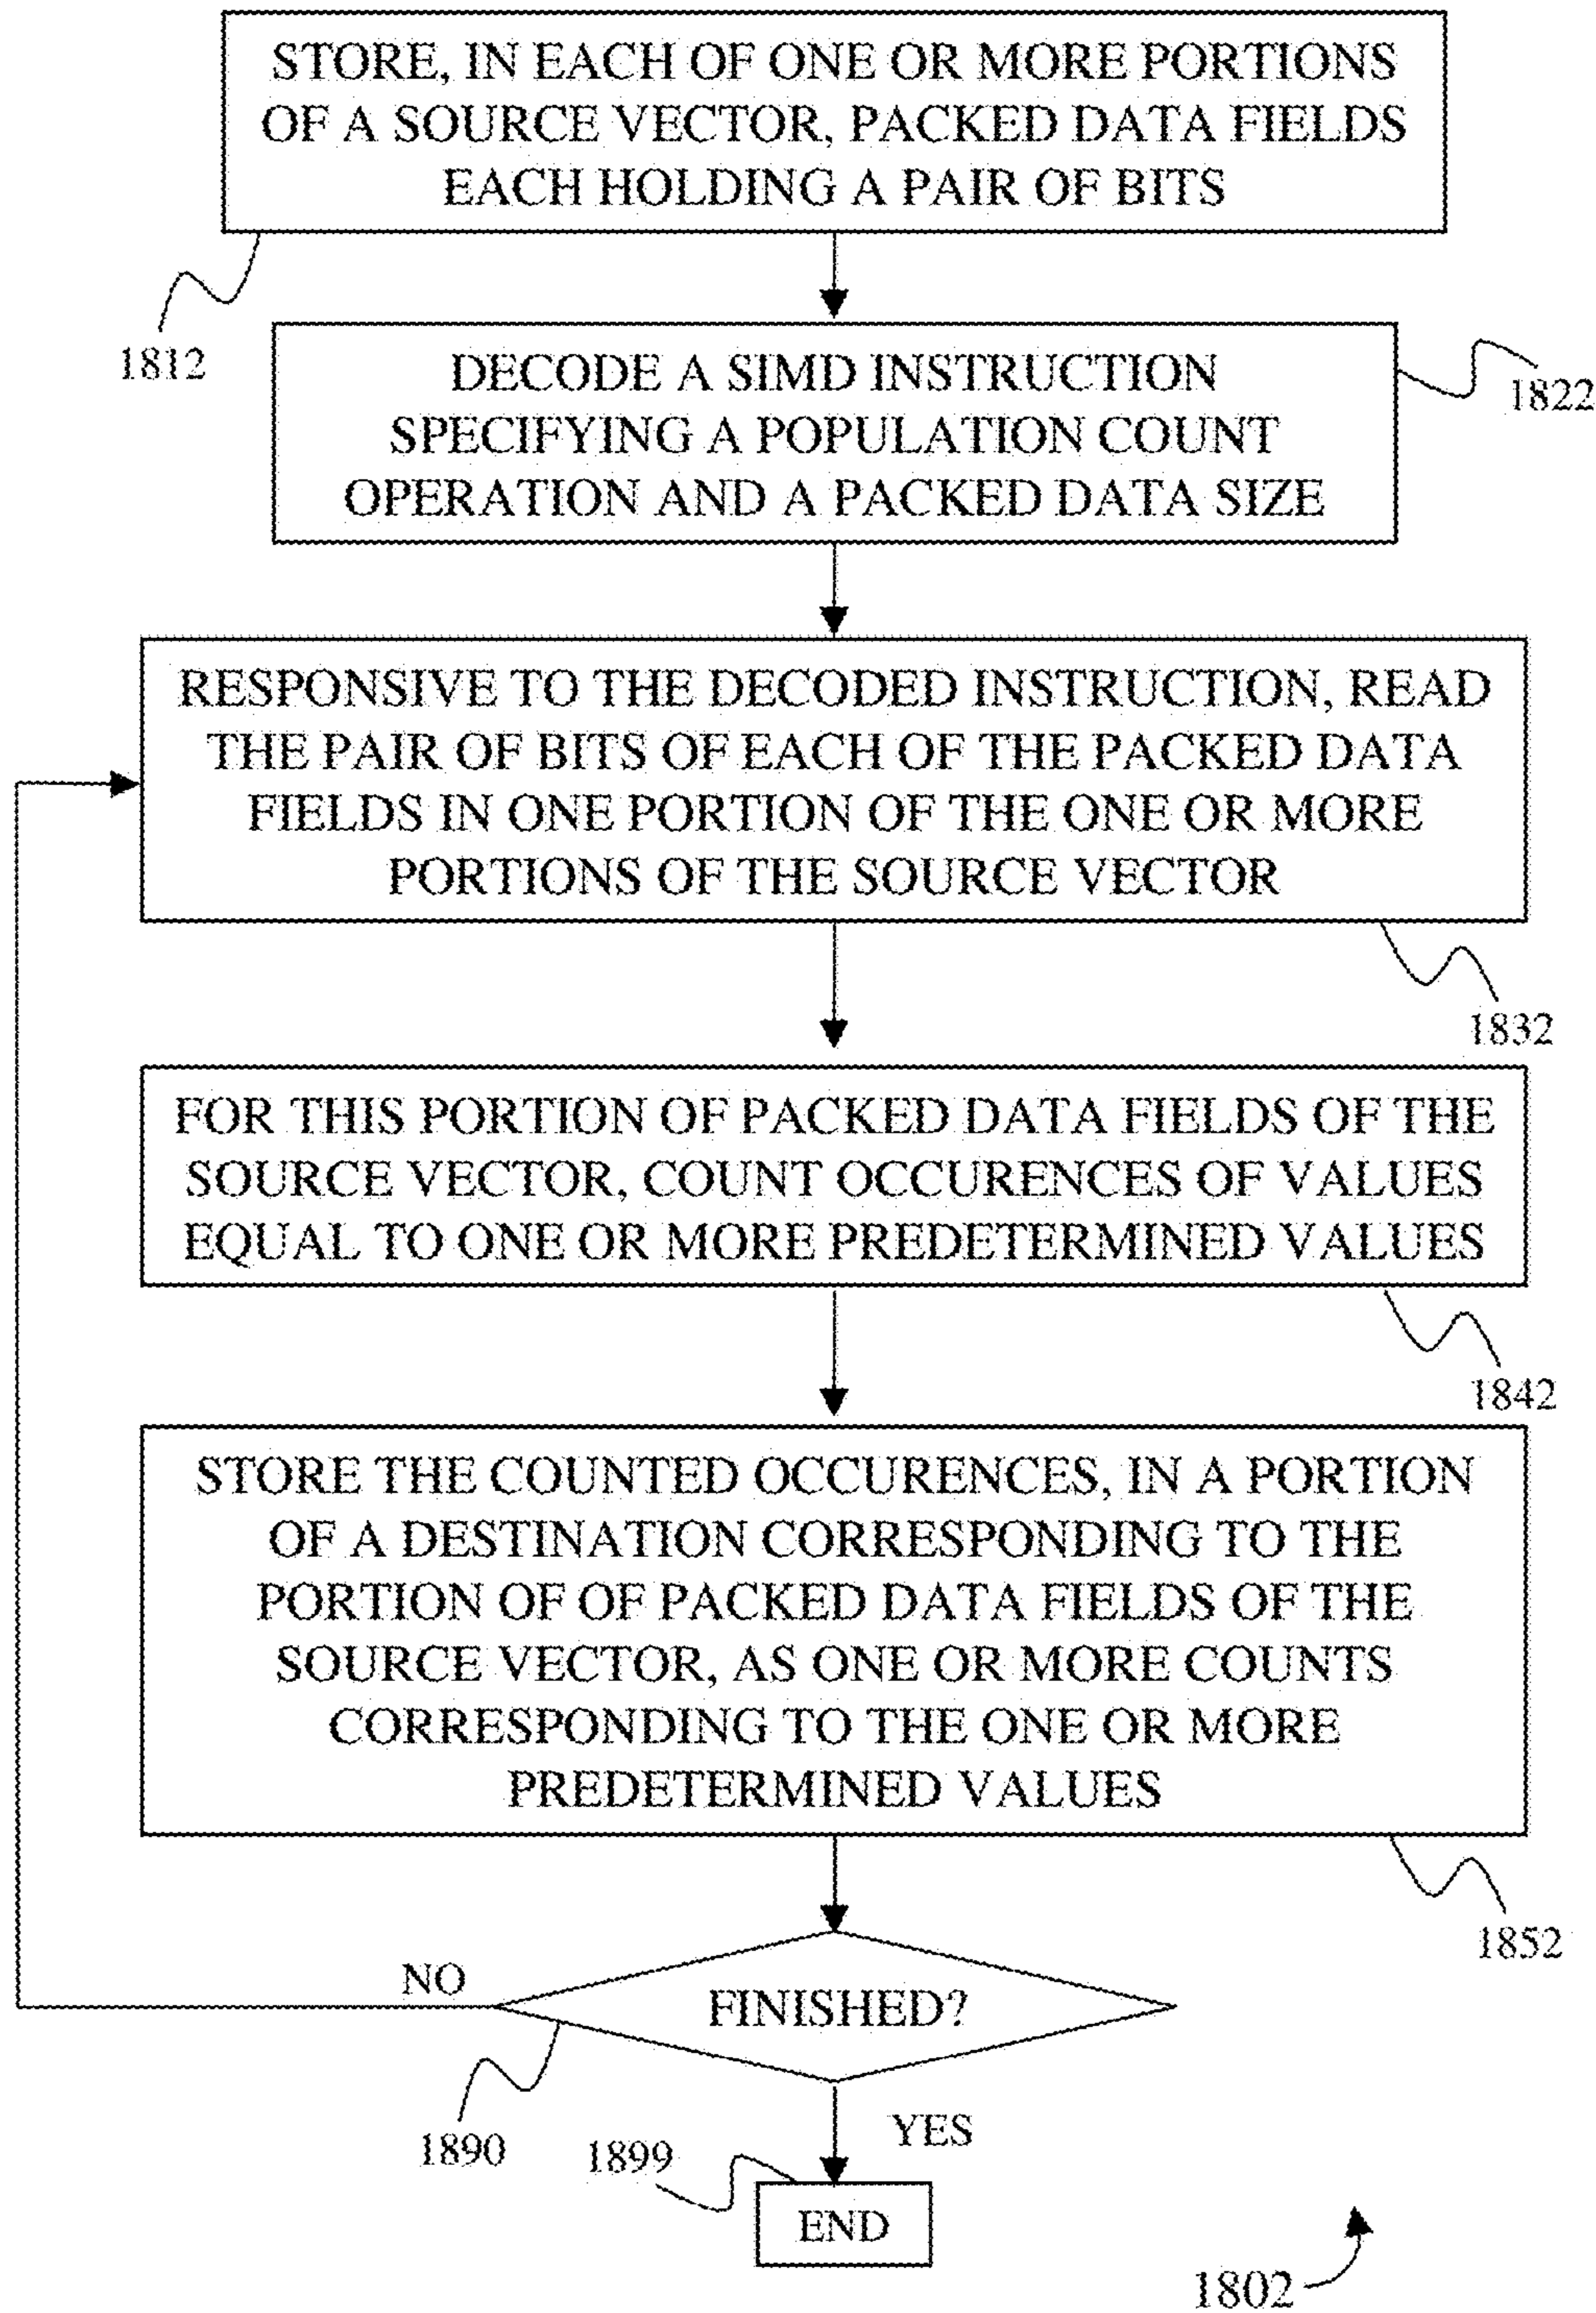 STORE, IN EACH OF ONE OR MORE PORTIONS
OF A SOURCE VECTOR, PACKED DATA FIELDS
EACH HOLDING A PAIR OF BITS
1812
DECODE A SIMD INSTRUCTION
SPECIFYING A POPULATION COUNT
OPERATION AND A PACKED DATA SIZE
1822
RESPONSIVE TO THE DECODED INSTRUCTION, READ
THE PAIR OF BITS OF EACH OF THE PACKED DATA
FIELDS IN ONE PORTION OF THE ONE OR MORE
PORTIONS OF THE SOURCE VECTOR
1832
FOR THIS PORTION OF PACKED DATA FIELDS OF THE
SOURCE VECTOR, COUNT OCCURENCES OF VALUES
EQUAL TO ONE OR MORE PREDETERMINED VALUES
1842
STORE THE COUNTED OCCURENCES, IN A PORTION
OF A DESTINATION CORRESPONDING TO THE
PORTION OF OF PACKED DATA FIELDS OF THE
SOURCE VECTOR, AS ONE OR MORE COUNTS
CORRESPONDING TO THE ONE OR MORE
PREDETERMINED VALUES
1852
NO
FINISHED?
1890
YES
1899
END
1802